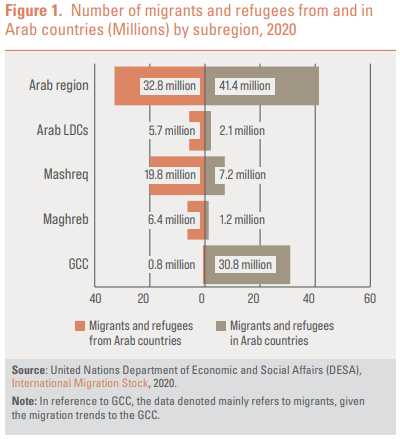 Figure 1. Number of migrants and refugees from and in
Arab countries (Millions) by subregion, 2020
Arab region 32.8 million 41.4 million
Arab LDCs 5.7 million 2.1 million
Mashreq 19.8 million 7.2 million
Maghreb 6.4 million 1.2 million
GCC 0.8 million 30.8 million
40 20 0 20 40 60
Migrants and refugees
from Arab countries
Migrants and refugees
in Arab countries
Source: United Nations Department of Economic and Social Affairs (DESA),
International Migration Stock, 2020.
Note: In reference to GCC, the data denoted mainly refers to migrants, given
the migration trends to the GCC.